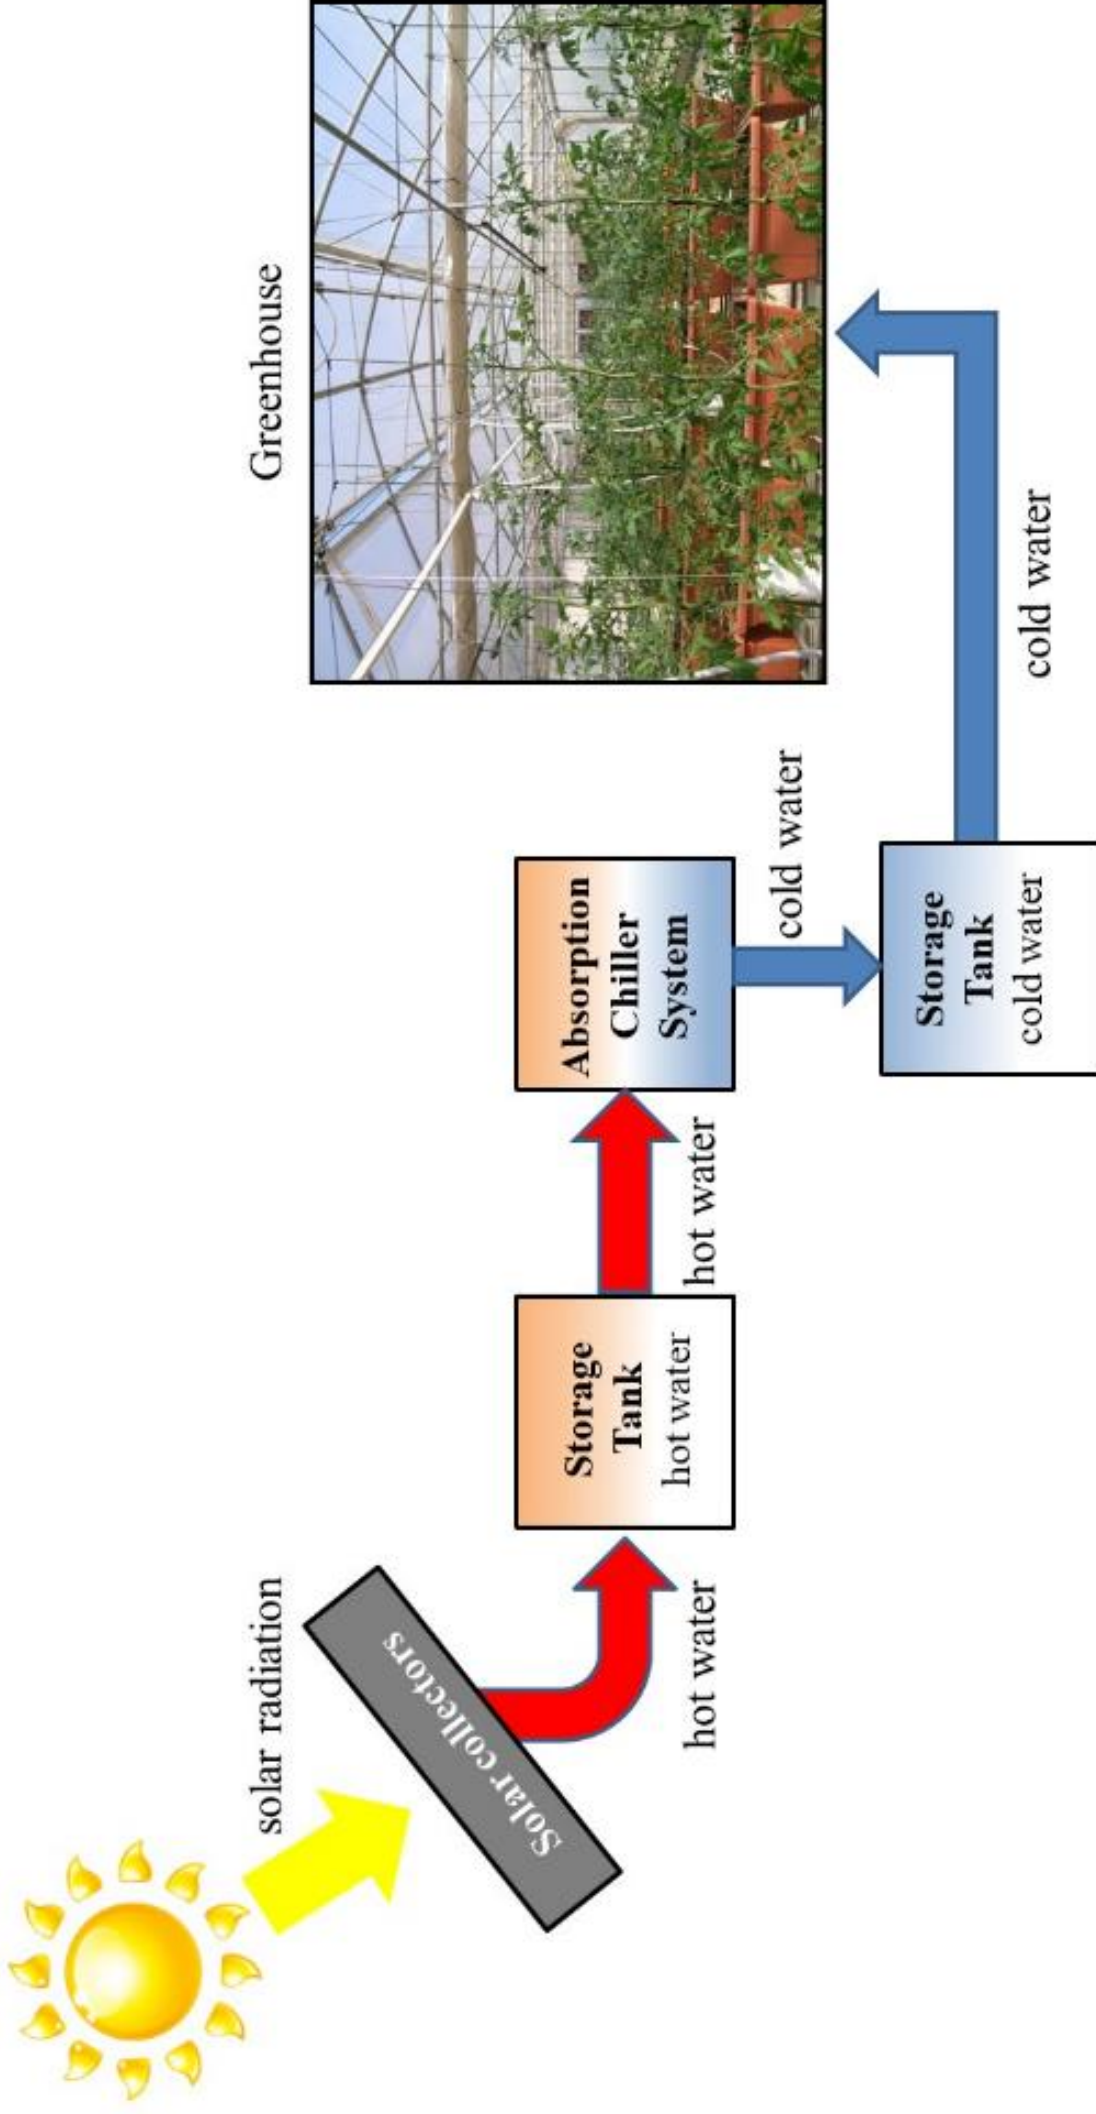 solar radiation
Solar collectors
hot water
Storage
Tank
hot water
hot water
Absorption
Chiller
System
cold water
Storage
Tank
cold water
cold water
Greenhouse